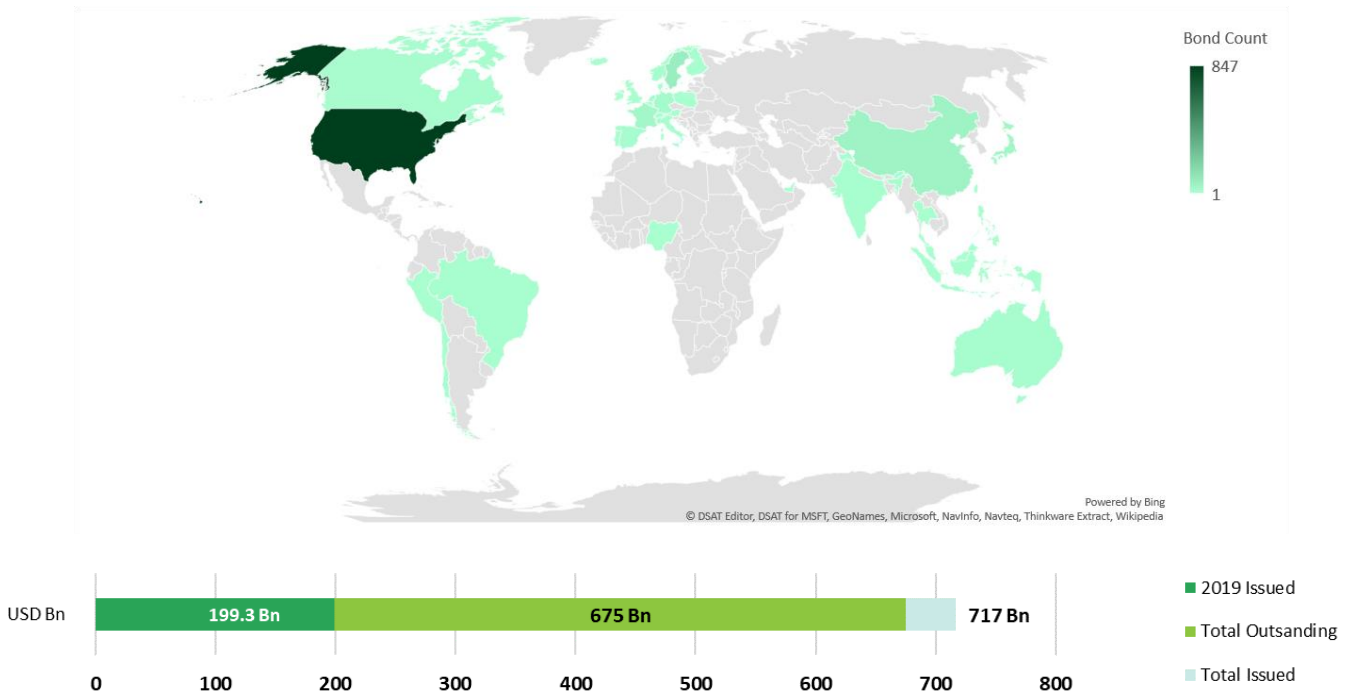 Bond Count
847
1
Powered by Bing
© DSAT Editor, DSAT for MSFT, GeoNames, Microsoft, NavInfo, Navteq, Thinkware Extract, Wikipedia
USD Bn
199.3 Bn
675 Bn
717 Bn
2019 Issued
Total Outsanding
Total Issued
0 100 200 300 400 500 600 700 800